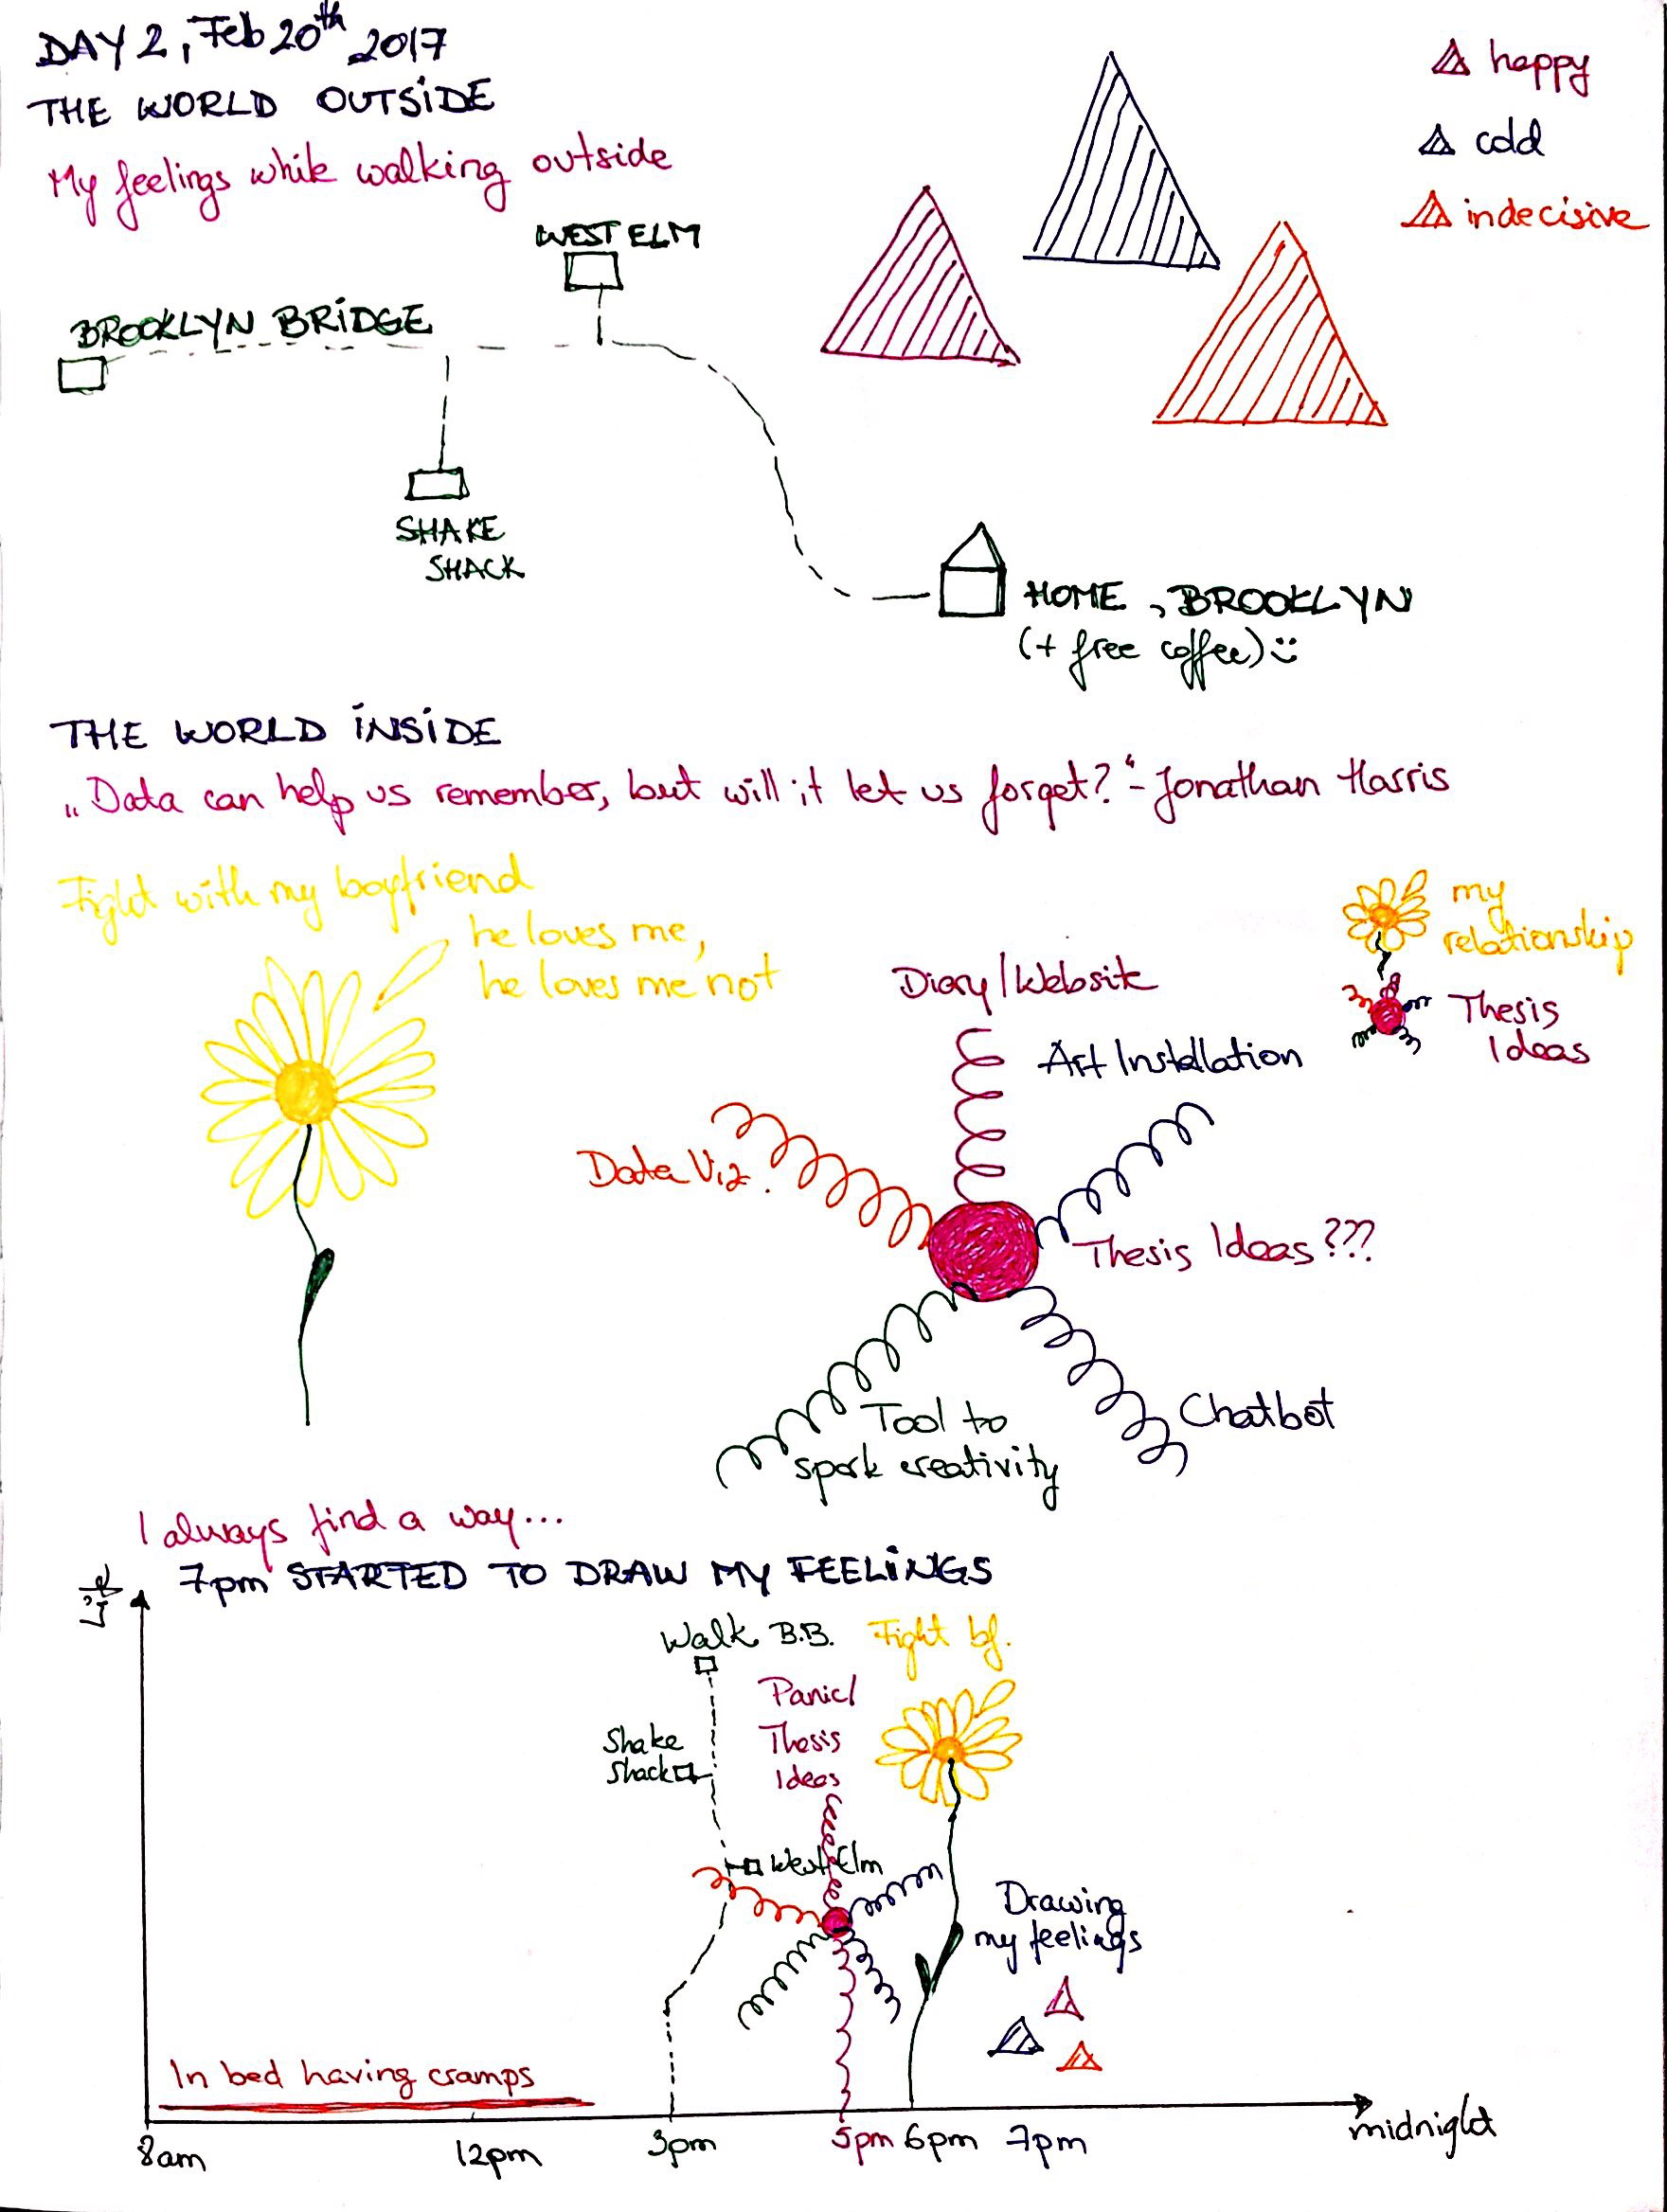 DAY 2, Feb 20th 2017
THE WORLD OUTSIDE
My feelings while walking outside
happy
cold
indecisive
WEST ELM
BROOKLYN BRIDGE
SHAKE
SHACK
HOME, BROOKLYN
(+ free coffee) :)
THE WORLD INSIDE
„Data can help us remember, but will it let us forget?“ - Jonathan Harris
Fight with my boyfriend
he loves me,
he loves me not
my
relationship
Thesis
Ideas
Diary/Website
Art Installation
Data Viz.
Thesis Ideas???
Tool to
spark creativity
Chatbot
I always find a way...
7pm STARTED TO DRAW MY FEELINGS
Walk B.B.
Fight bf.
Panic/
Thesis
Ideas
Shake
Shack
West Elm
Drawing
my feelings
In bed having cramps
8am
12pm
3pm
5pm
6pm
7pm
midnight